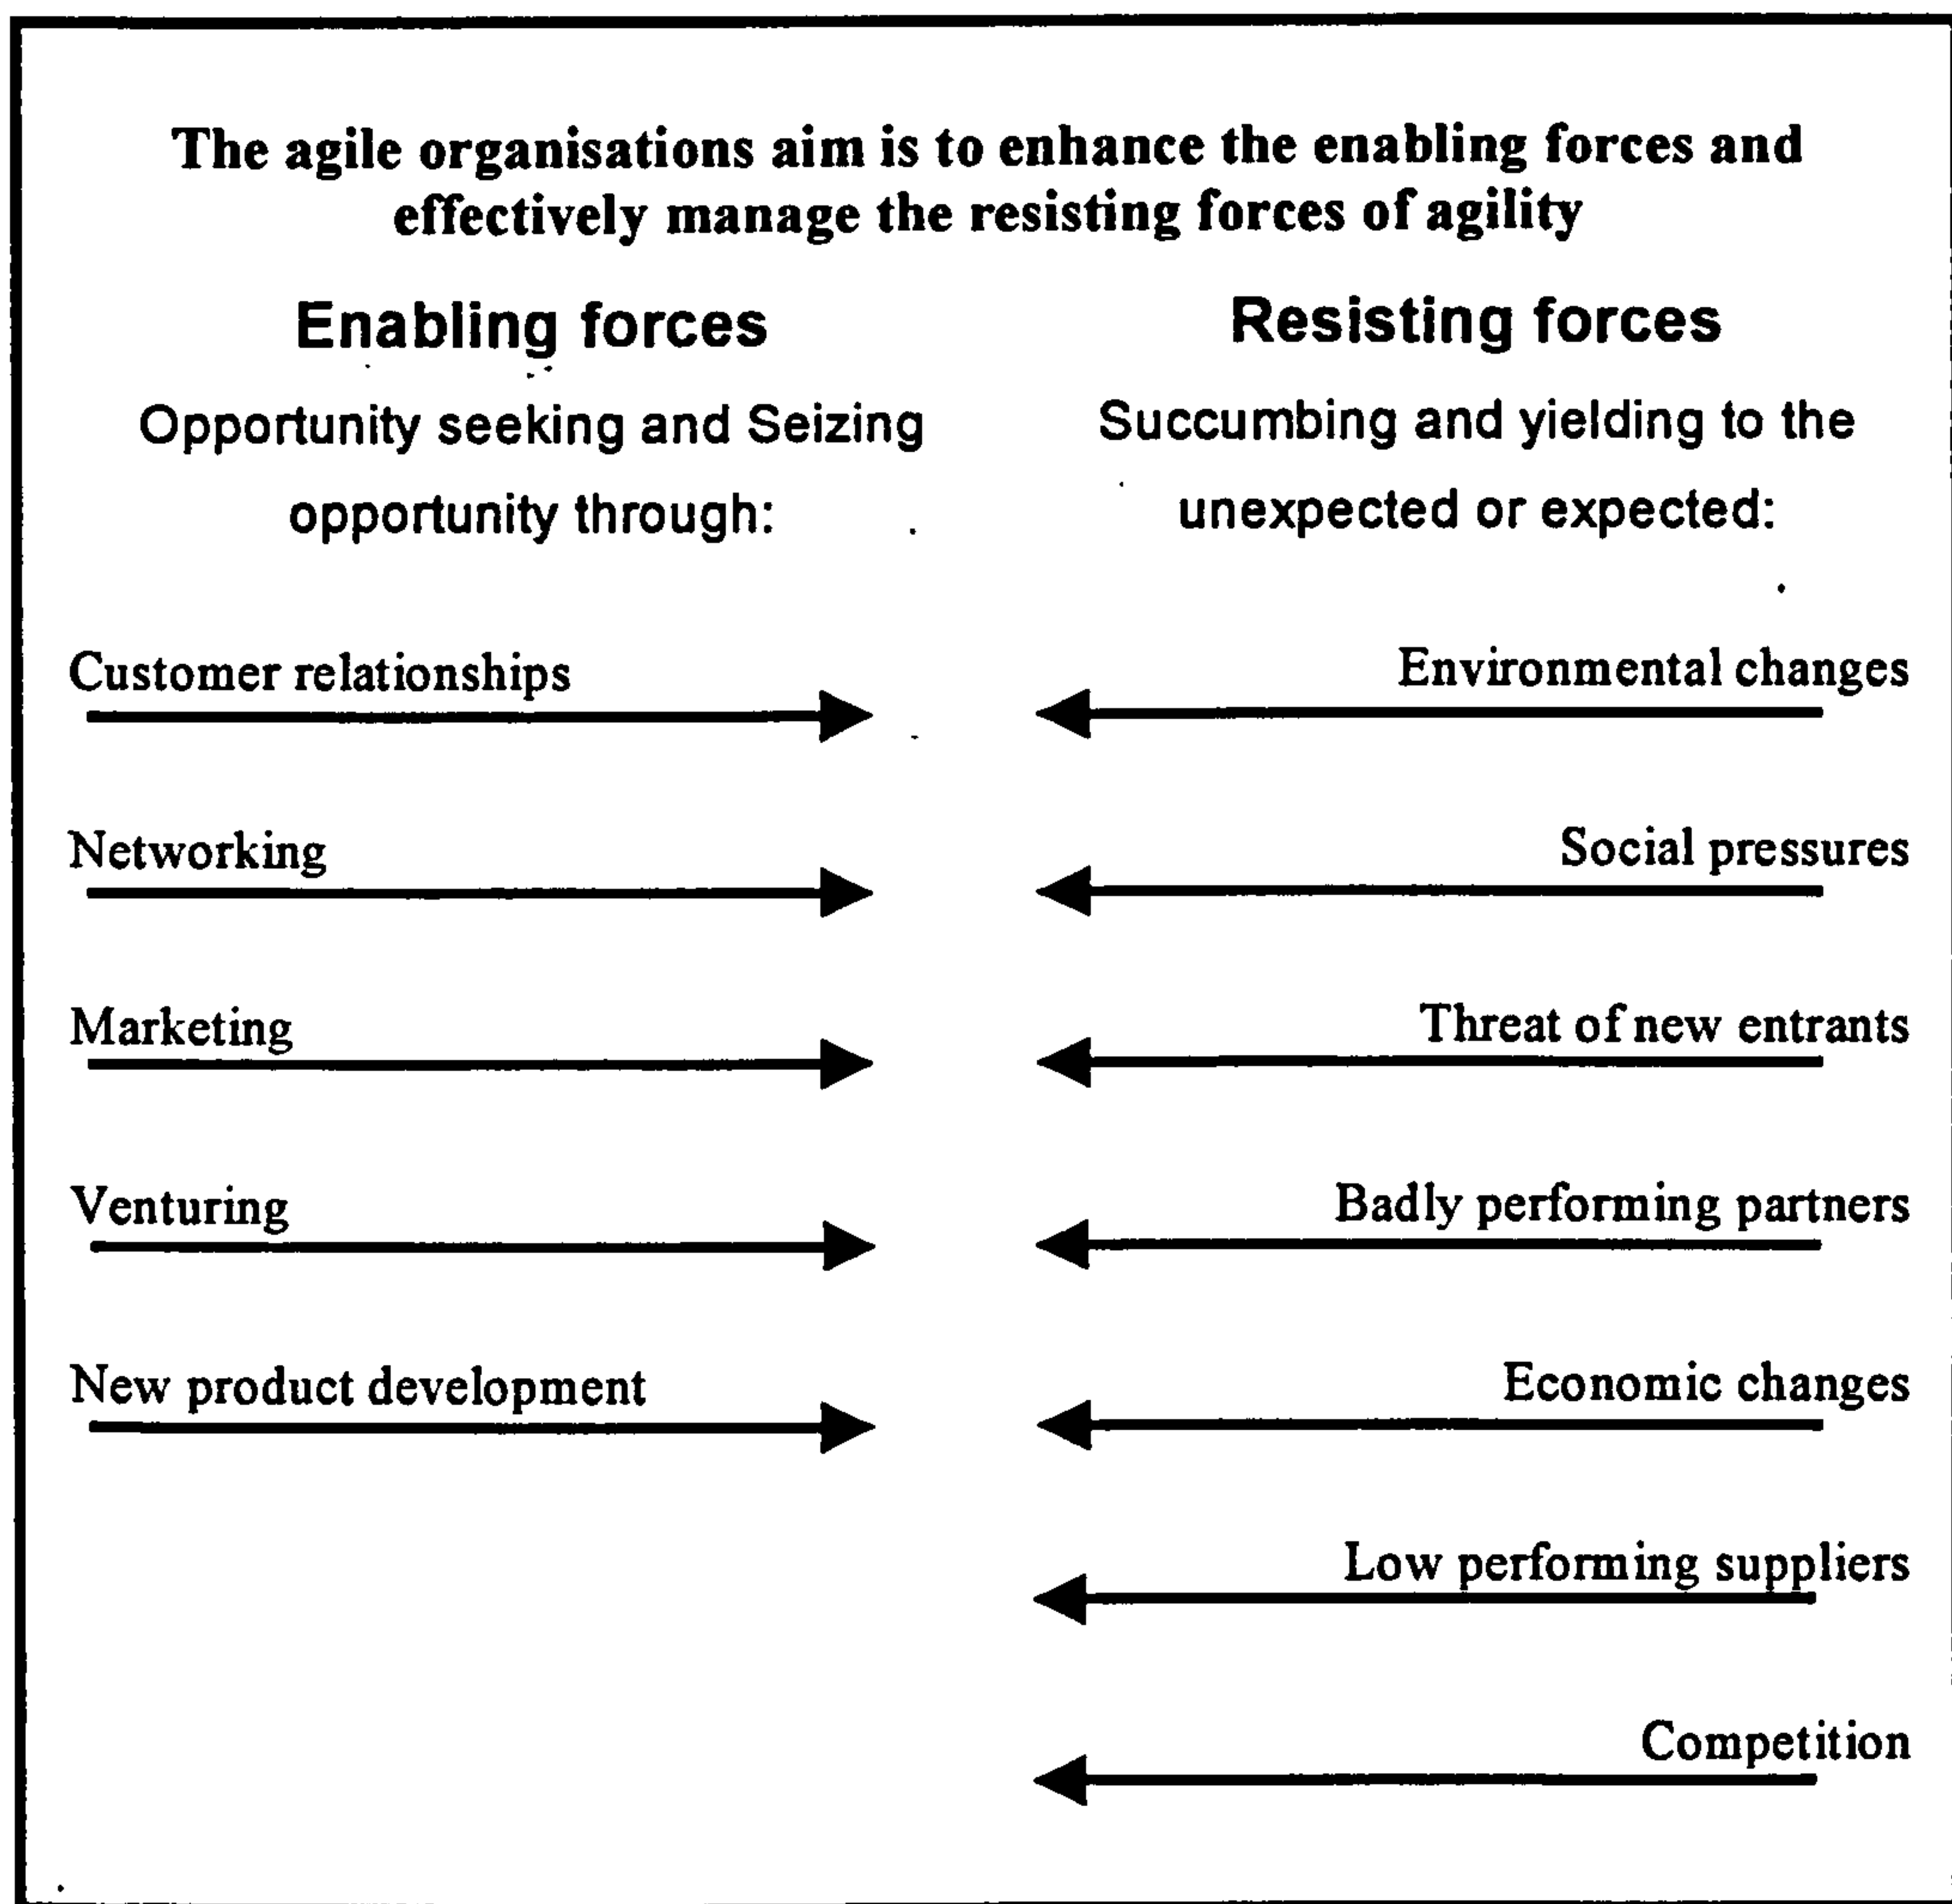 The agile organisations aim is to enhance the enabling forces and
effectively manage the resisting forces of agility
Enabling forces
Opportunity seeking and Seizing
opportunity through:
Customer relationships
Networking
Marketing
Venturing
New product development
Resisting forces
Succumbing and yielding to the
unexpected or expected:
Environmental changes
Social pressures
Threat of new entrants
Badly performing partners
Economic changes
Low performing suppliers
Competition